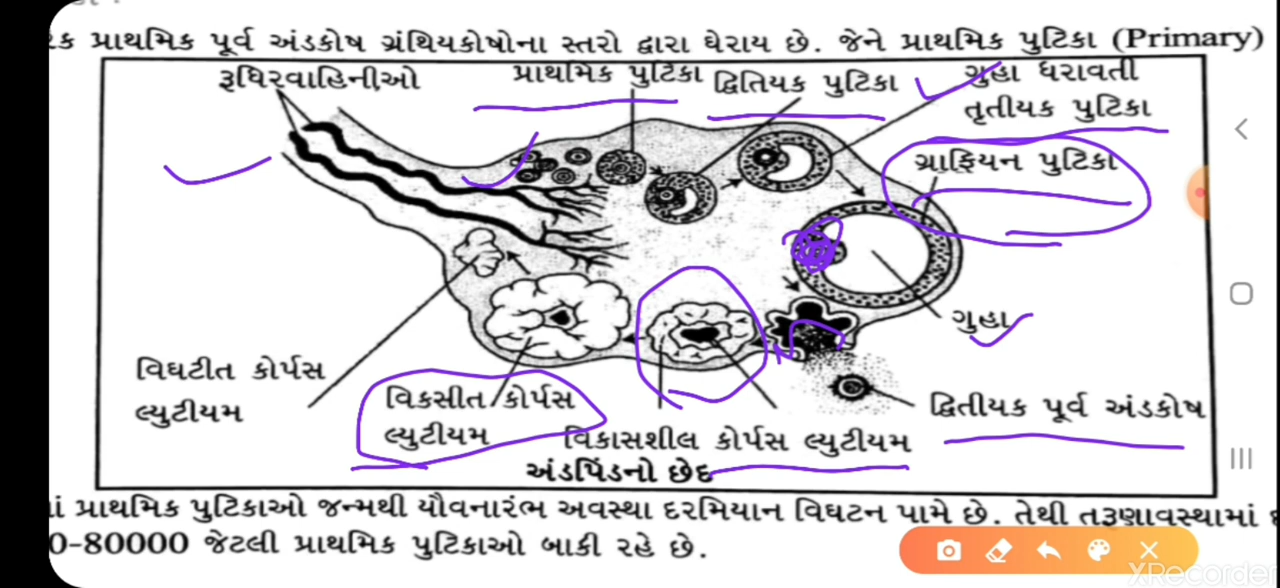 પ્રાથમિક પૂર્વ અંડકોષ ગ્રંથિયકોષોના સ્તરો દ્વારા ઘેરાય છે. જેને પ્રાથમિક પુટિકા (Primary)
રૂધિરવાહિનીઓ
પ્રાથમિક પુટિકા
દ્વિતિયક પુટિકા
ગુહા ધરાવતી
તૃતીયક પુટિકા
ગ્રાફિયન પુટિકા
ગુહા
વિઘટીત કોર્પસ
લ્યુટીયમ
વિકસીત કોર્પસ
લ્યુટીયમ
વિકાસશીલ કોર્પસ લ્યુટીયમ
દ્વિતીયક પૂર્વ અંડકોષ
અંડપિંડનો છેદ
પ્રાથમિક પુટિકાઓ જન્મથી યૌવનારંભ અવસ્થા દરમિયાન વિઘટન પામે છે. તેથી તરૂણાવસ્થામાં
0-80000 જેટલી પ્રાથમિક પુટિકાઓ બાકી રહે છે.
XRecorder